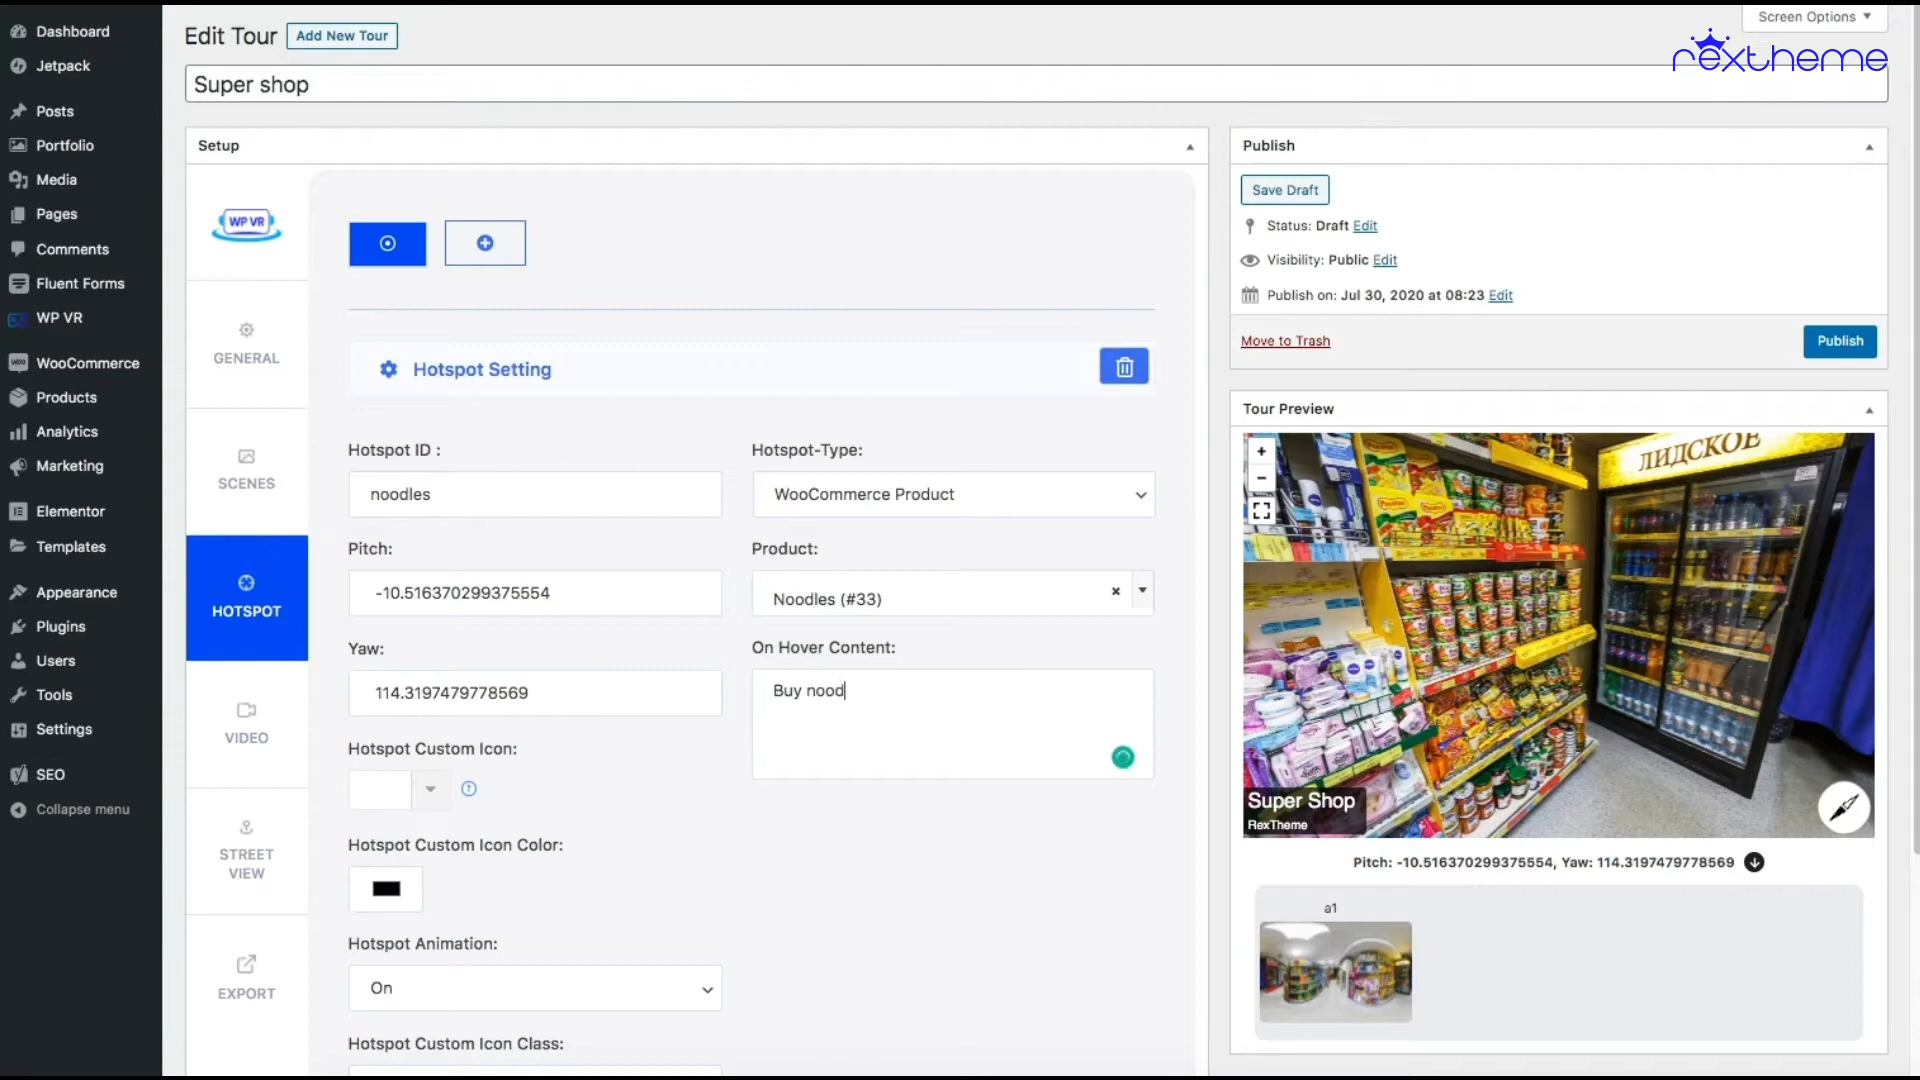 Screen Options
rextheme
Edit Tour
Add New Tour
Super shop
Dashboard
Jetpack
Posts
Portfolio
Media
Pages
Comments
Fluent Forms
WP VR
WooCommerce
Products
Analytics
Marketing
Elementor
Templates
Appearance
Plugins
Users
Tools
Settings
SEO
Collapse menu
Setup
WP VR
GENERAL
SCENES
HOTSPOT
VIDEO
STREET
VIEW
EXPORT
Hotspot Setting
Hotspot ID :
noodles
Hotspot-Type:
WooCommerce Product
Pitch:
-10.516370299375554
Product:
Noodles (#33)
Yaw:
114.3197479778569
On Hover Content:
Buy nood
Hotspot Custom Icon:
Hotspot Custom Icon Color:
Hotspot Animation:
On
Hotspot Custom Icon Class:
Publish
Save Draft
Status: Draft Edit
Visibility: Public Edit
Publish on: Jul 30, 2020 at 08:23 Edit
Move to Trash
Publish
Tour Preview
ЛИДСКОЕ
Super Shop
RexTheme
Pitch: -10.516370299375554, Yaw: 114.3197479778569
a1